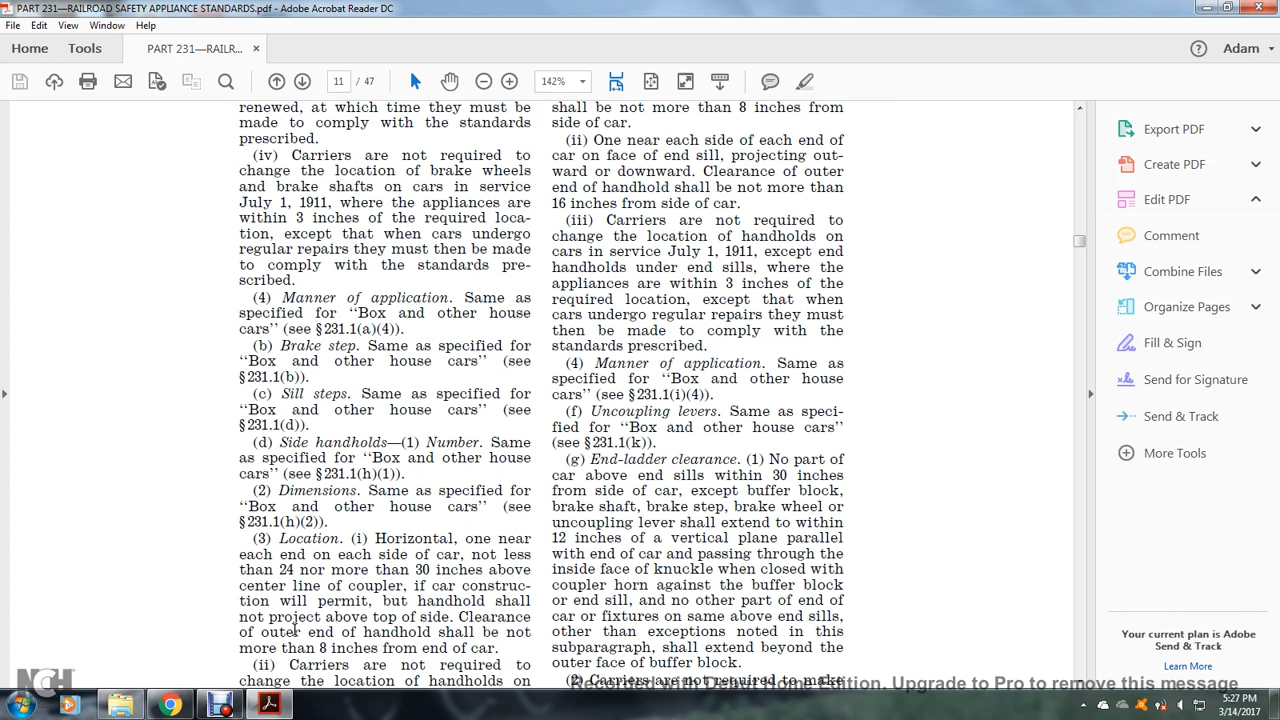 PART 231—RAILROAD SAFETY APPLIANCE STANDARDS.pdf - Adobe Acrobat Reader DC
File Edit View Window Help
Home Tools PART 231—RAILR... × Adam
11 / 47 142%
renewed, at which time they must be
made to comply with the standards
prescribed.
(iv) Carriers are not required to
change the location of brake wheels
and brake shafts on cars in service
July 1, 1911, where the appliances are
within 3 inches of the required loca-
tion, except that when cars undergo
regular repairs they must then be made
to comply with the standards pre-
scribed.
(4) Manner of application. Same as
specified for ‘‘Box and other house
cars’’ (see §231.1(a)(4)).
(b) Brake step. Same as specified for
‘‘Box and other house cars’’ (see
§231.1(b)).
(c) Sill steps. Same as specified for
‘‘Box and other house cars’’ (see
§231.1(d)).
(d) Side handholds—(1) Number. Same
as specified for ‘‘Box and other house
cars’’ (see §231.1(h)(1)).
(2) Dimensions. Same as specified for
‘‘Box and other house cars’’ (see
§231.1(h)(2)).
(3) Location. (i) Horizontal, one near
each end on each side of car, not less
than 24 nor more than 30 inches above
center line of coupler, if car construc-
tion will permit, but handhold shall
not project above top of side. Clearance
of outer end of handhold shall be not
more than 8 inches from end of car.
(ii) Carriers are not required to
change the location of handholds on
shall be not more than 8 inches from
side of car.
(ii) One near each side of each end of
car on face of end sill, projecting out-
ward or downward. Clearance of outer
end of handhold shall be not more than
16 inches from side of car.
(iii) Carriers are not required to
change the location of handholds on
cars in service July 1, 1911, except end
handholds under end sills, where the
appliances are within 3 inches of the
required location, except that when
cars undergo regular repairs they must
then be made to comply with the
standards prescribed.
(4) Manner of application. Same as
specified for ‘‘Box and other house
cars’’ (see §231.1(i)(4)).
(f) Uncoupling levers. Same as speci-
fied for ‘‘Box and other house cars’’
(see §231.1(k)).
(g) End-ladder clearance. (1) No part of
car above end sills within 30 inches
from side of car, except buffer block,
brake shaft, brake step, brake wheel or
uncoupling lever shall extend to within
12 inches of a vertical plane parallel
with end of car and passing through the
inside face of knuckle when closed with
coupler horn against the buffer block
or end sill, and no other part of end of
car or fixtures on same above end sills,
other than exceptions noted in this
subparagraph, shall extend beyond the
outer face of buffer block.
(2) Carriers are not required to make
Export PDF
Create PDF
Edit PDF
Comment
Combine Files
Organize Pages
Fill & Sign
Send for Signature
Send & Track
More Tools
Your current plan is Adobe
Send & Track
Learn More
NCH
Recorded with Debut Home Edition. Upgrade to Pro to remove this message
5:27 PM
3/14/2017